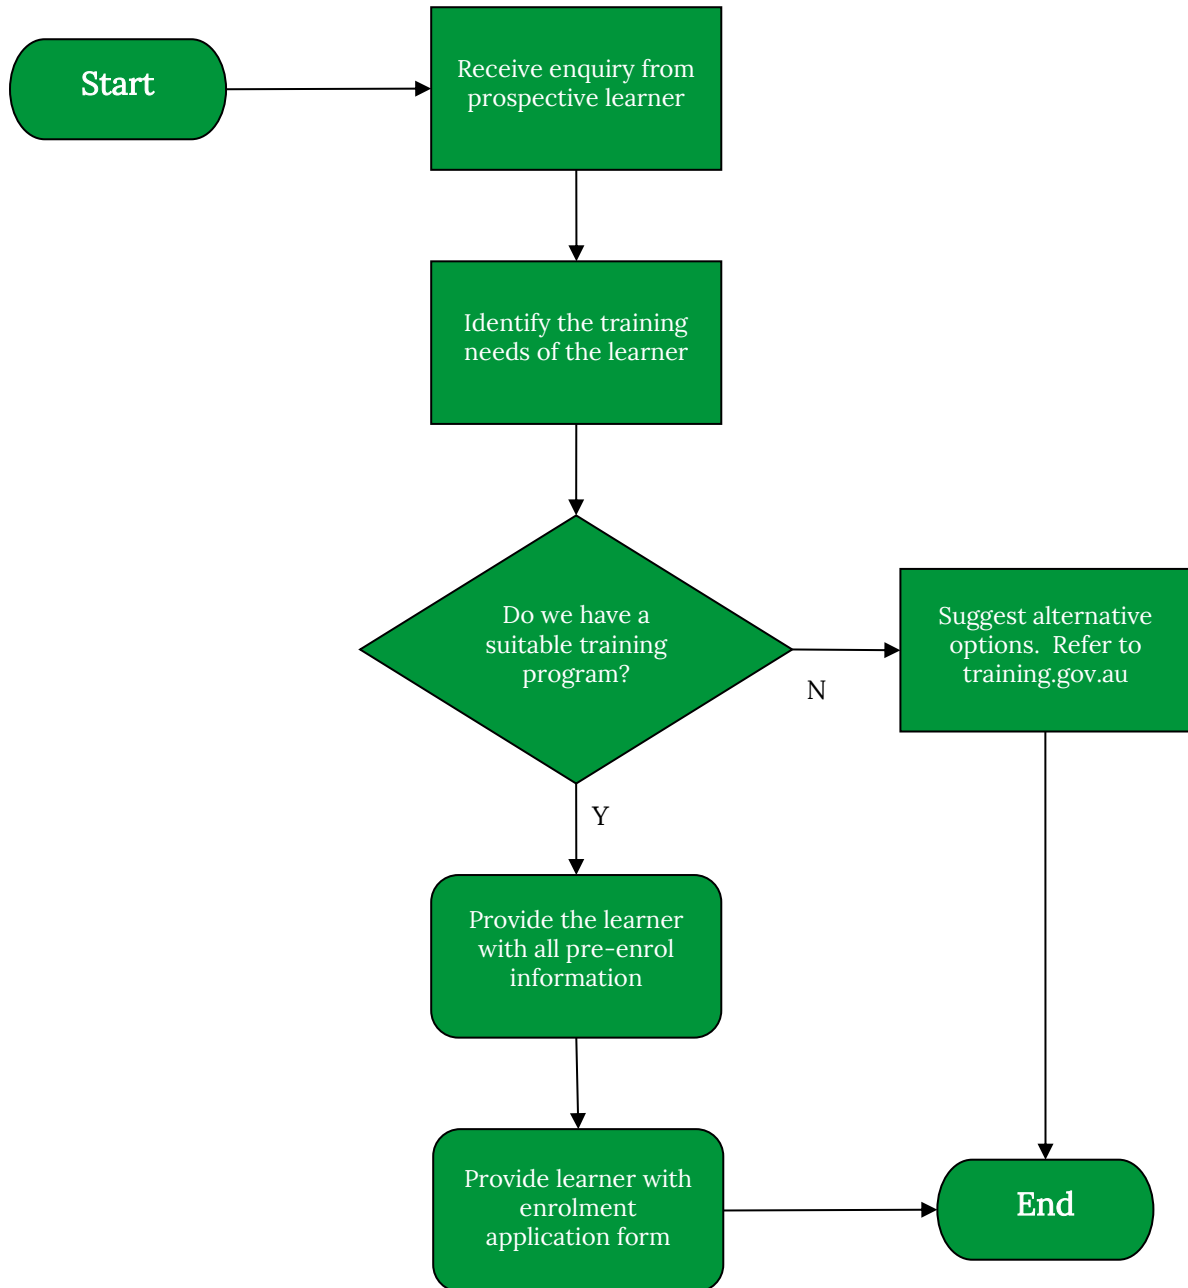 Start
Receive enquiry from
prospective learner
Identify the training
needs of the learner
Do we have a
suitable training
program?
N
Suggest alternative
options.  Refer to
training.gov.au
Y
Provide the learner
with all pre-enrol
information
Provide learner with
enrolment
application form
End